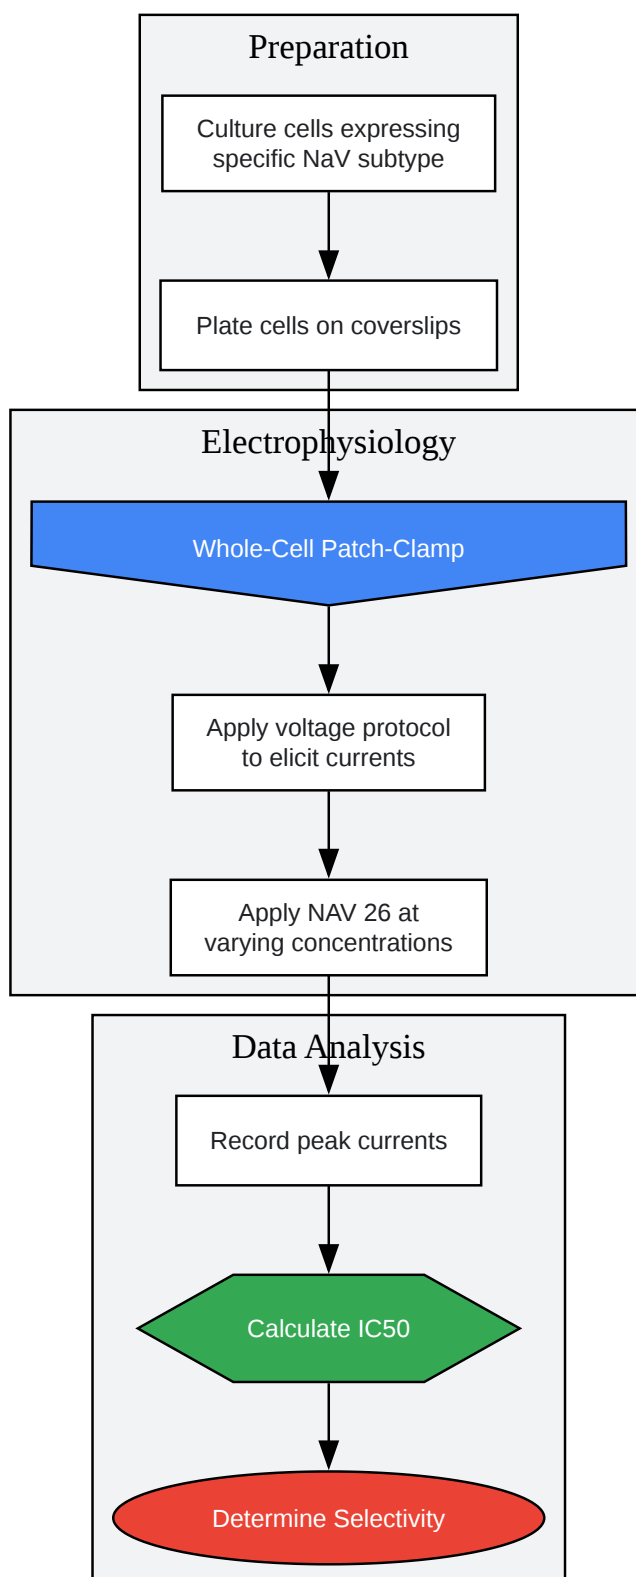 Preparation
Culture cells expressing
specific NaV subtype
Plate cells on coverslips
Electrophysiology
Whole-Cell Patch-Clamp
Apply voltage protocol
to elicit currents
Apply NAV 26 at
varying concentrations
Data Analysis
Record peak currents
Calculate IC50
Determine Selectivity